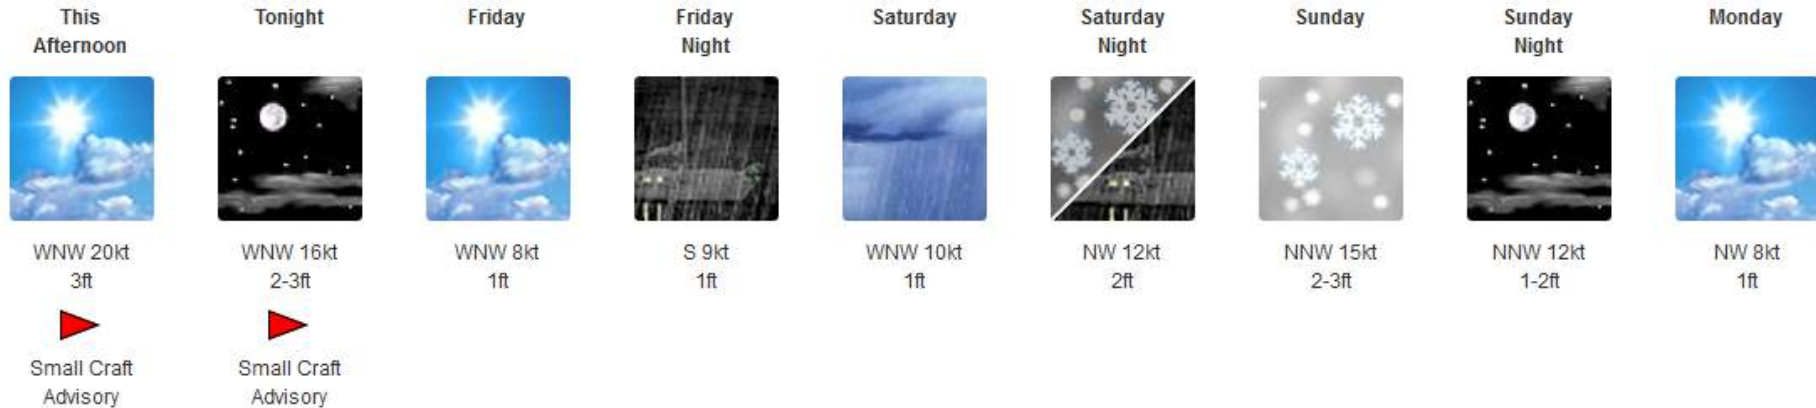 This
Afternoon
Tonight
Friday
Friday
Night
Saturday
Saturday
Night
Sunday
Sunday
Night
Monday
WNW 20kt
3ft
WNW 16kt
2-3ft
WNW 8kt
1ft
S 9kt
1ft
WNW 10kt
1ft
NW 12kt
2ft
NNW 15kt
2-3ft
NNW 12kt
1-2ft
NW 8kt
1ft
Small Craft
Advisory
Small Craft
Advisory